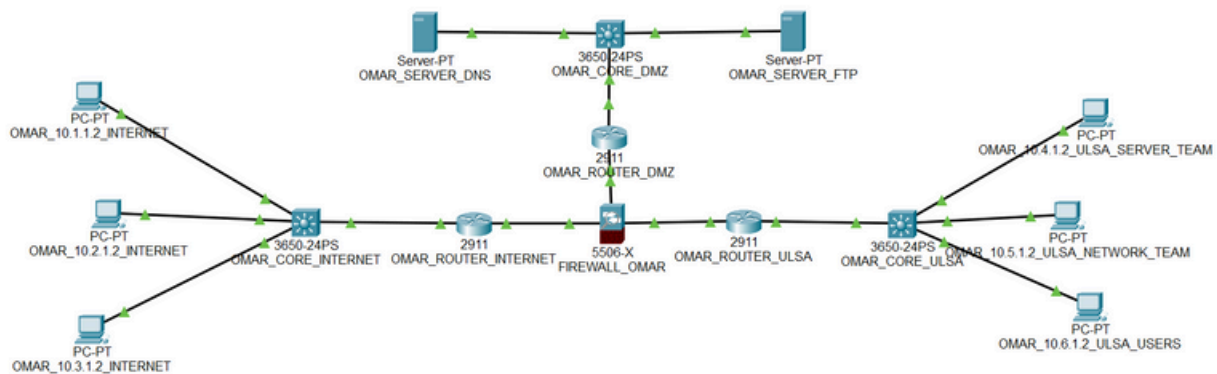 Server-PT
OMAR_SERVER_DNS
3650-24PS
OMAR_CORE_DMZ
Server-PT
OMAR_SERVER_FTP
PC-PT
OMAR_10.1.1.2_INTERNET
2911
OMAR_ROUTER_DMZ
PC-PT
OMAR_10.4.1.2_ULSA_SERVER_TEAM
PC-PT
OMAR_10.2.1.2_INTERNET
3650-24PS
OMAR_CORE_INTERNET
2911
OMAR_ROUTER_INTERNET
5506-X
FIREWALL_OMAR
2911
OMAR_ROUTER_ULSA
3650-24PS
OMAR_CORE_ULSA
PC-PT
OMAR_10.5.1.2_ULSA_NETWORK_TEAM
PC-PT
OMAR_10.3.1.2_INTERNET
PC-PT
OMAR_10.6.1.2_ULSA_USERS